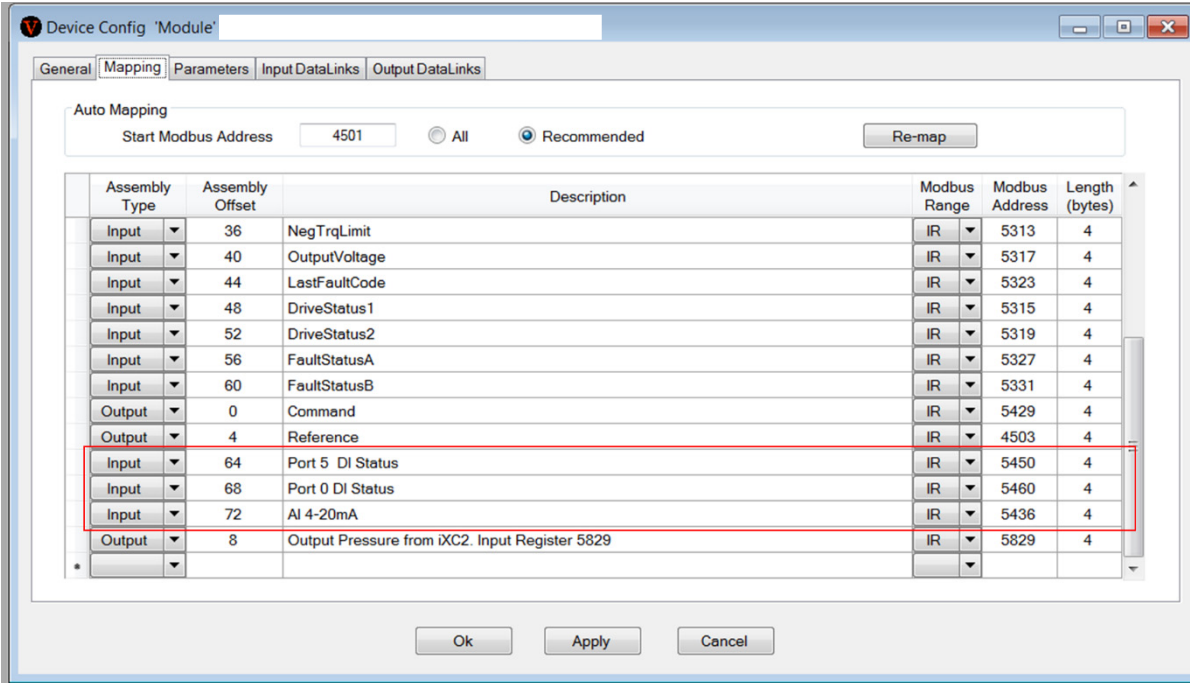 Device Config 'Module'
General Mapping Parameters Input DataLinks Output DataLinks
Auto Mapping
Start Modbus Address 4501 All Recommended Re-map
Assembly Type Assembly Offset Description Modbus Range Modbus Address Length (bytes)
Input 36 NegTrqLimit IR 5313 4
Input 40 OutputVoltage IR 5317 4
Input 44 LastFaultCode IR 5323 4
Input 48 DriveStatus1 IR 5315 4
Input 52 DriveStatus2 IR 5319 4
Input 56 FaultStatusA IR 5327 4
Input 60 FaultStatusB IR 5331 4
Output 0 Command IR 5429 4
Output 4 Reference IR 4503 4
Input 64 Port 5 DI Status IR 5450 4
Input 68 Port 0 DI Status IR 5460 4
Input 72 AI 4-20mA IR 5436 4
Output 8 Output Pressure from iXC2. Input Register 5829 IR 5829 4
*
Ok Apply Cancel